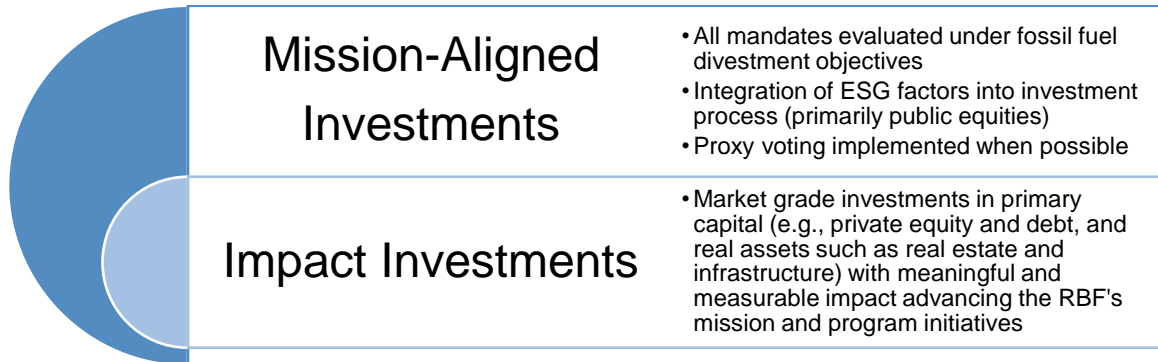 Mission-Aligned
Investments
•All mandates evaluated under fossil fuel
divestment objectives
•Integration of ESG factors into investment
process (primarily public equities)
•Proxy voting implemented when possible
Impact Investments
•Market grade investments in primary
capital (e.g., private equity and debt, and
real assets such as real estate and
infrastructure) with meaningful and
measurable impact advancing the RBF's
mission and program initiatives